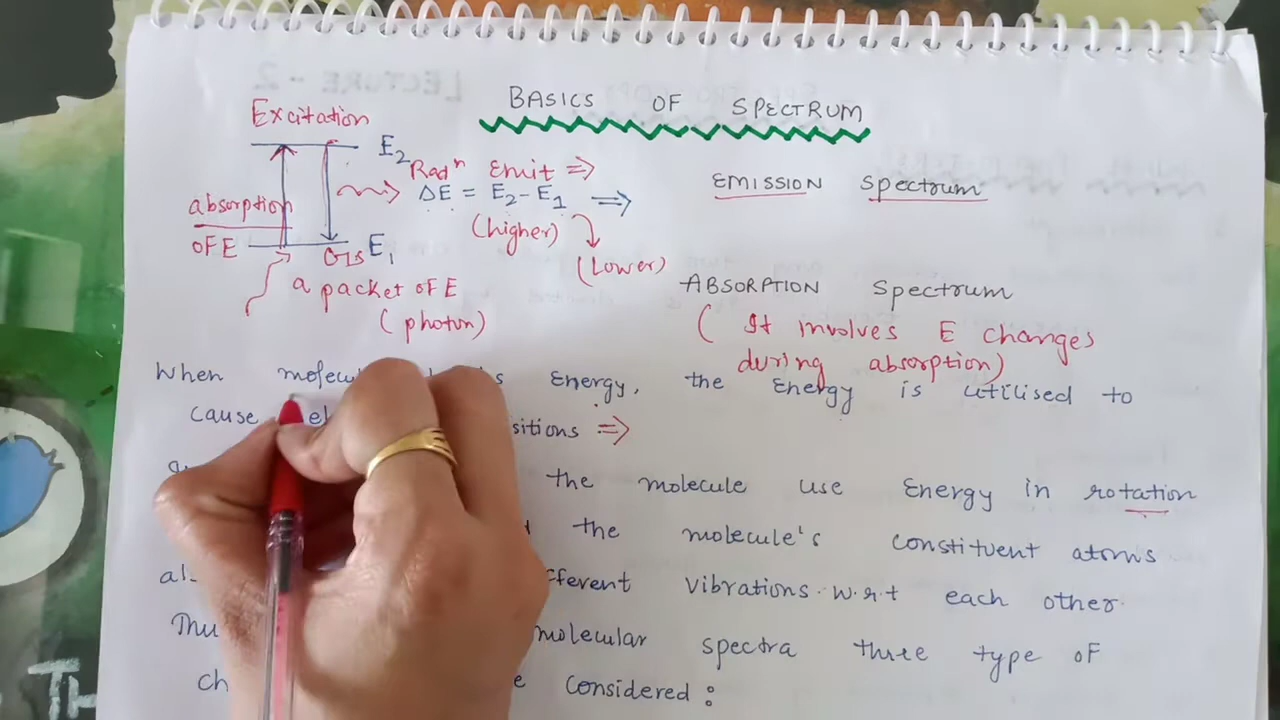 BASICS OF SPECTRUM
Excitation
E2
Radn Emit ⇒
ΔE = E2 - E1 ⇒
EMISSION Spectrum
absorption
OF E
(higher)
(Lower)
E1
a packet OF E
(photon)
ABSORPTION Spectrum
( It involves E changes
during absorption)
When Energy, the Energy is utilised to
cause ⇒
the molecule use Energy in rotation
the molecule's constituent atoms
vibrations w.r.t each other.
molecular spectra three type of
considered :